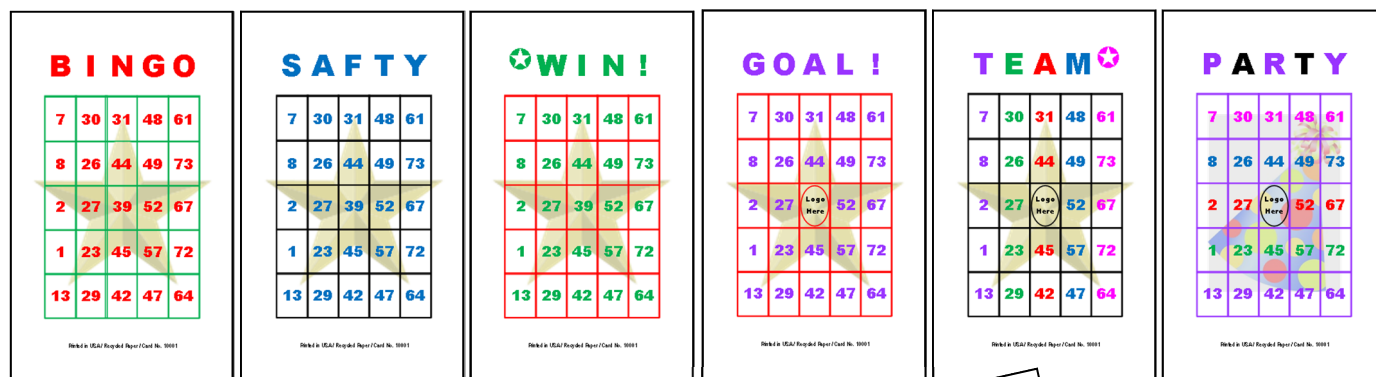 BINGO
7 30 31 48 61
8 26 44 49 73
2 27 39 52 67
1 23 45 57 72
13 29 42 47 64
Printed in USA / Recycled Paper / Card No. 10001
SAFTY
7 30 31 48 61
8 26 44 49 73
2 27 39 52 67
1 23 45 57 72
13 29 42 47 64
Printed in USA / Recycled Paper / Card No. 10001
WIN!
7 30 31 48 61
8 26 44 49 73
2 27 39 52 67
1 23 45 57 72
13 29 42 47 64
Printed in USA / Recycled Paper / Card No. 10001
GOAL!
7 30 31 48 61
8 26 44 49 73
2 27 Logo Here 52 67
1 23 45 57 72
13 29 42 47 64
Printed in USA / Recycled Paper / Card No. 10001
TEAM
7 30 31 48 61
8 26 44 49 73
2 27 Logo Here 52 67
1 23 45 57 72
13 29 42 47 64
Printed in USA / Recycled Paper / Card No. 10001
PARTY
7 30 31 48 61
8 26 44 49 73
2 27 Logo Here 52 67
1 23 45 57 72
13 29 42 47 64
Printed in USA / Recycled Paper / Card No. 10001